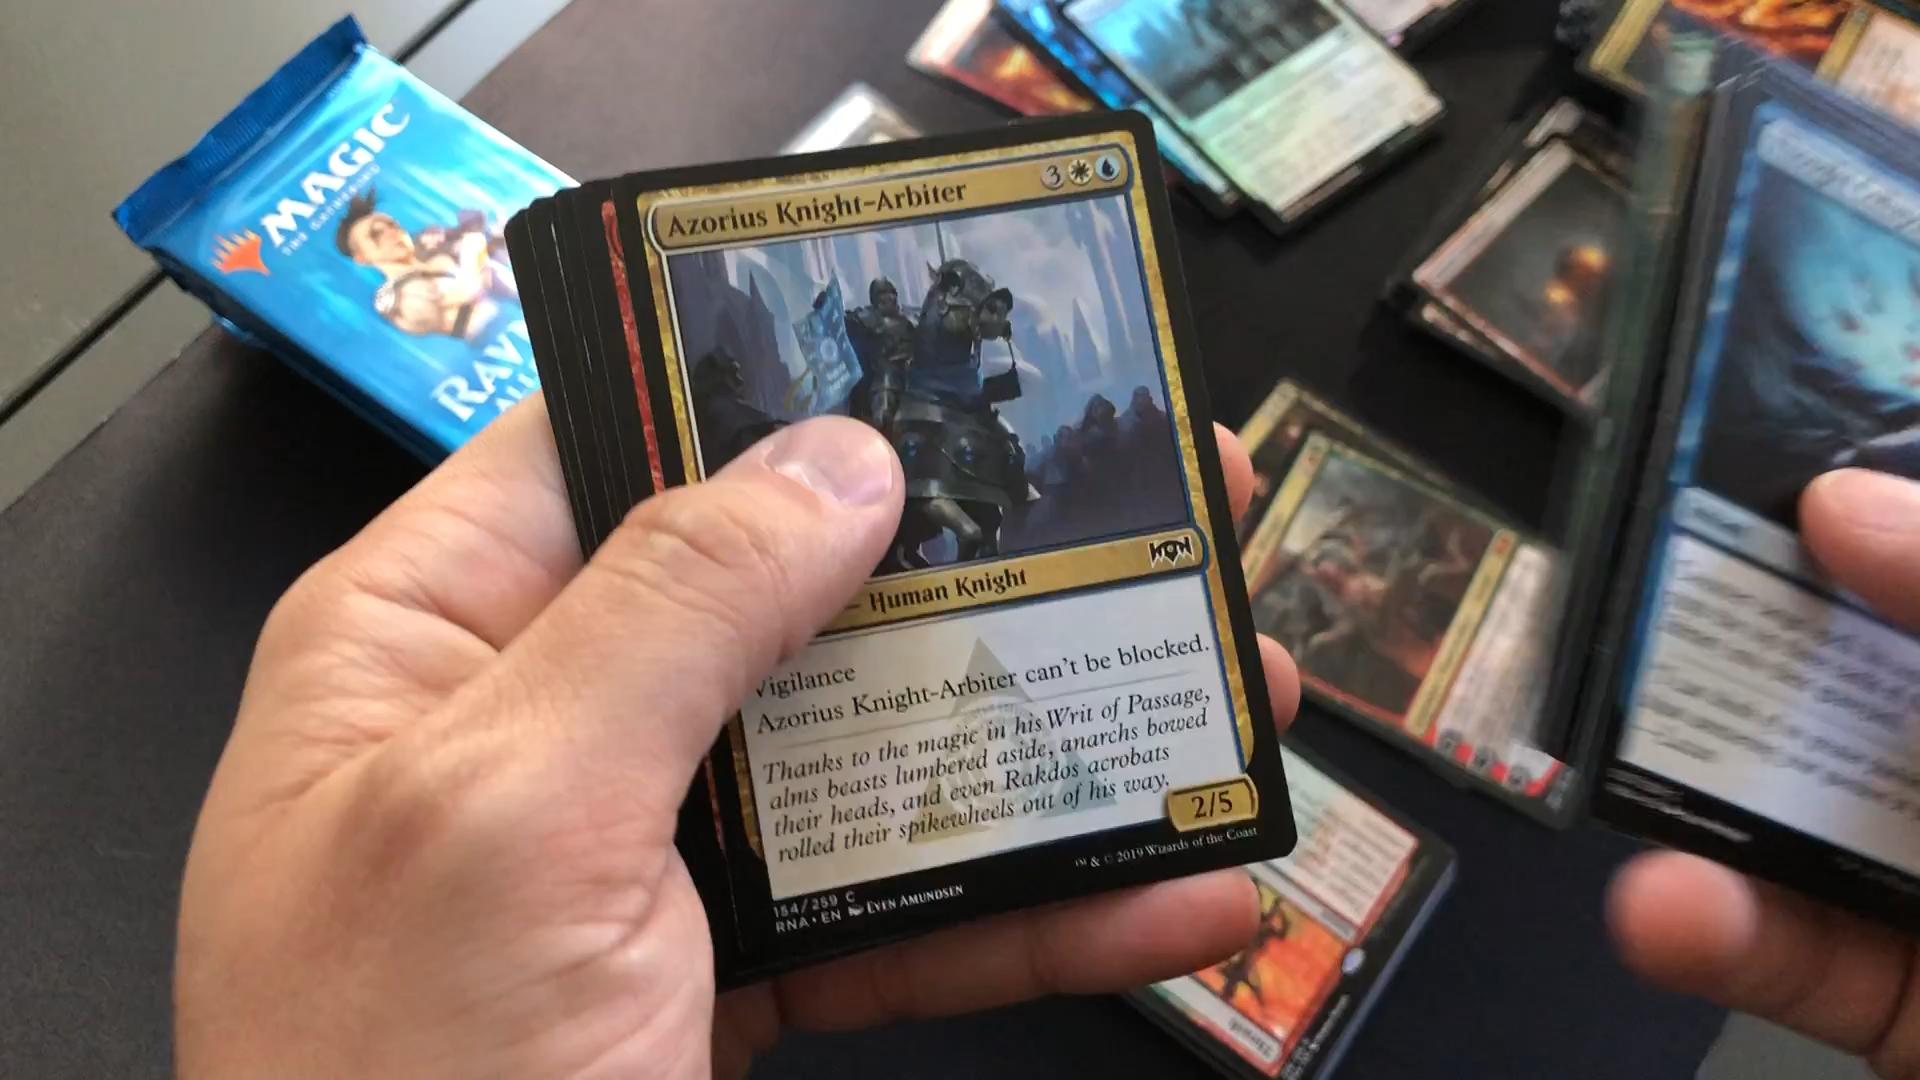 MAGIC
THE GATHERING
RAV
ALL
Azorius Knight-Arbiter
3
– Human Knight
Vigilance
Azorius Knight-Arbiter can't be blocked.
Thanks to the magic in his Writ of Passage,
alms beasts lumbered aside, anarchs bowed
their heads, and even Rakdos acrobats
rolled their spikewheels out of his way.
2/5
154/259 C
RNA • EN Even Amundsen
™ & © 2019 Wizards of the Coast